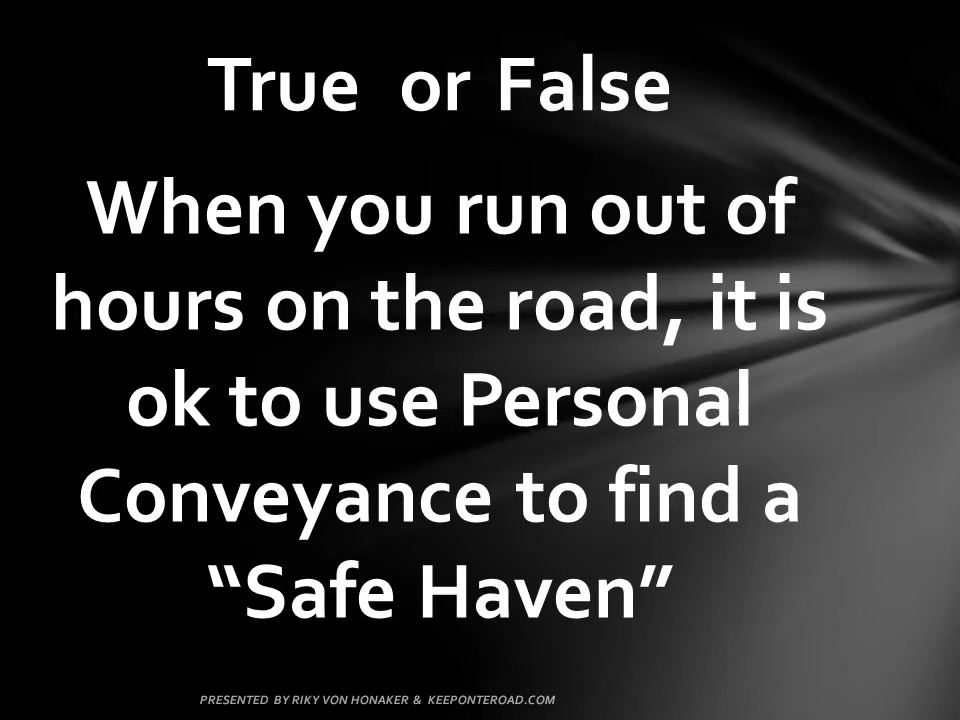 True or False
When you run out of
hours on the road, it is
ok to use Personal
Conveyance to find a
“Safe Haven”
PRESENTED BY RIKY VON HONAKER & KEEPONTEROAD.COM